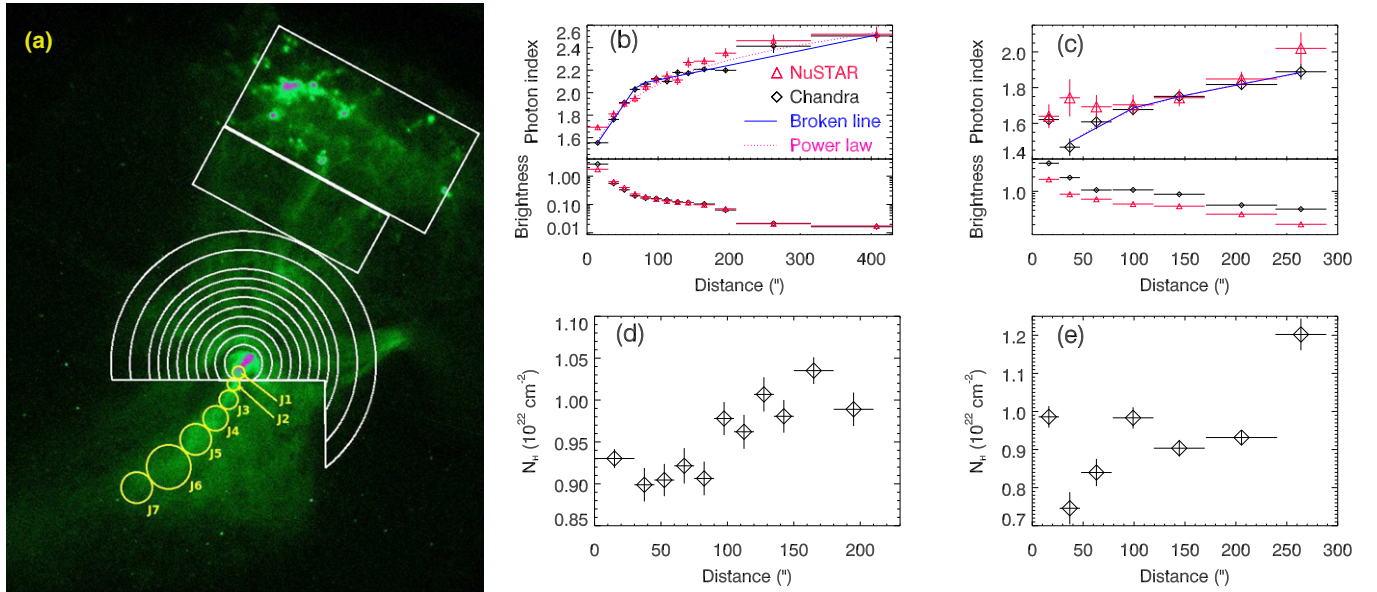 (a)
J1
J2
J3
J4
J5
J6
J7
(b)
Photon index
2.6
2.4
2.2
2.0
1.8
1.6
NuSTAR
Chandra
Broken line
Power law
Brightness
1.00
0.10
0.01
0 100 200 300 400
Distance (")
(c)
Photon index
2.0
1.8
1.6
1.4
Brightness
1.0
0 50 100 150 200 250 300
Distance (")
(d)
N_H (10^22 cm^-2)
1.10
1.05
1.00
0.95
0.90
0.85
0 50 100 150 200
Distance (")
(e)
N_H (10^22 cm^-2)
1.2
1.1
1.0
0.9
0.8
0.7
0 50 100 150 200 250 300
Distance (")